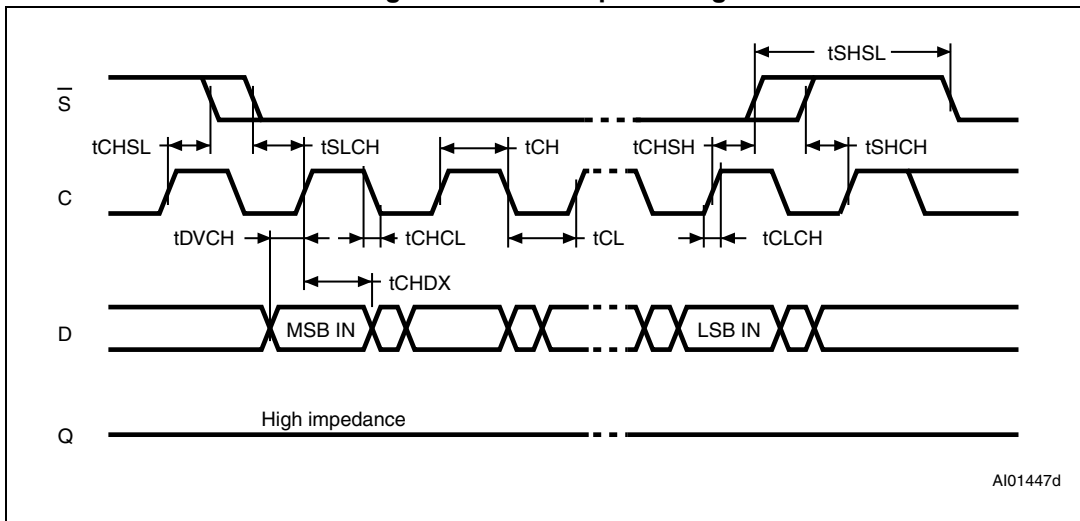 tSHSL
S
tCHSL
tSLCH
tCH
tCHSH
tSHCH
C
tDVCH
tCHCL
tCL
tCLCH
tCHDX
D
MSB IN
LSB IN
High impedance
Q
AI01447d